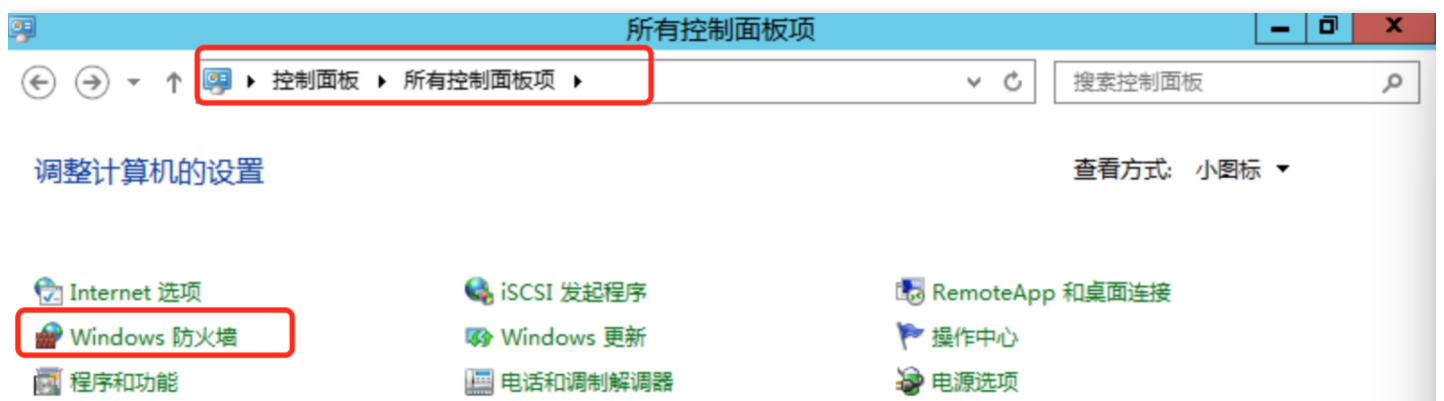 所有控制面板项
控制面板 所有控制面板项
搜索控制面板
调整计算机的设置
查看方式: 小图标
Internet 选项
iSCSI 发起程序
RemoteApp 和桌面连接
Windows 防火墙
Windows 更新
操作中心
程序和功能
电话和调制解调器
电源选项